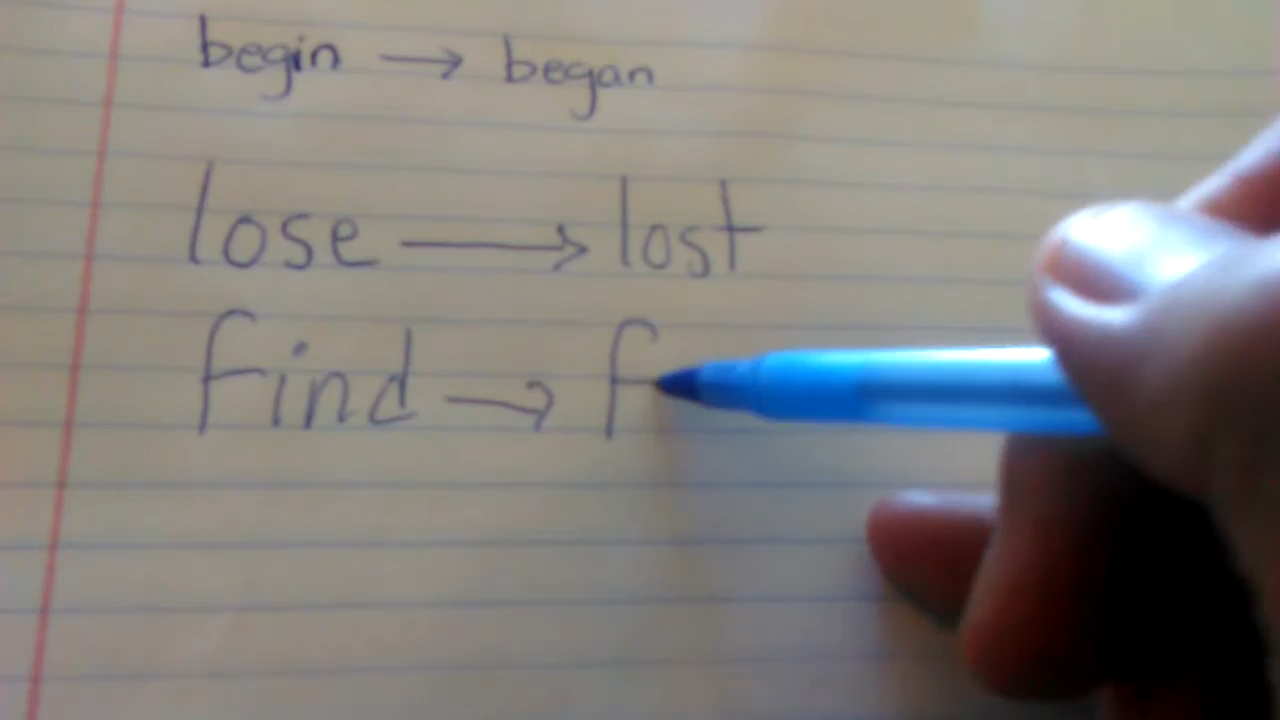 begin → began
lose → lost
find → f